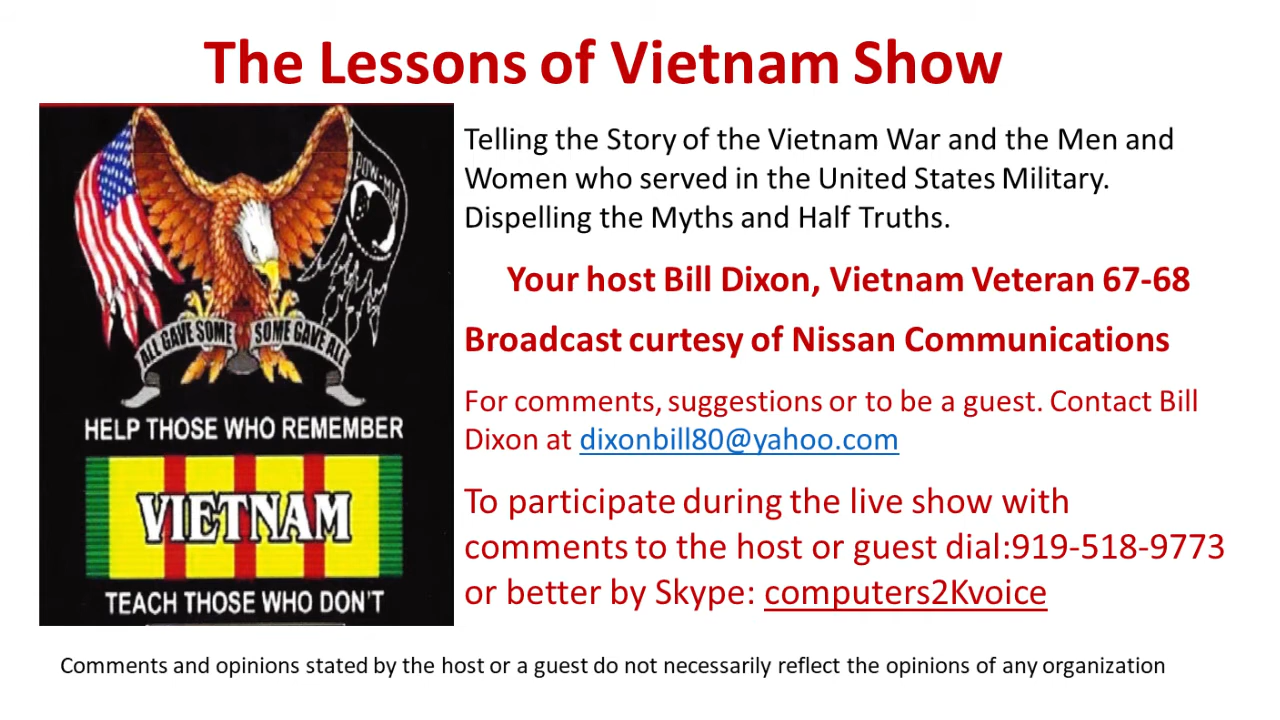 The Lessons of Vietnam Show
POW-MIA
ALL GAVE SOME SOME GAVE ALL
HELP THOSE WHO REMEMBER
VIETNAM
TEACH THOSE WHO DON'T
Telling the Story of the Vietnam War and the Men and
Women who served in the United States Military.
Dispelling the Myths and Half Truths.
Your host Bill Dixon, Vietnam Veteran 67-68
Broadcast curtesy of Nissan Communications
For comments, suggestions or to be a guest. Contact Bill
Dixon at dixonbill80@yahoo.com
To participate during the live show with
comments to the host or guest dial:919-518-9773
or better by Skype: computers2Kvoice
Comments and opinions stated by the host or a guest do not necessarily reflect the opinions of any organization